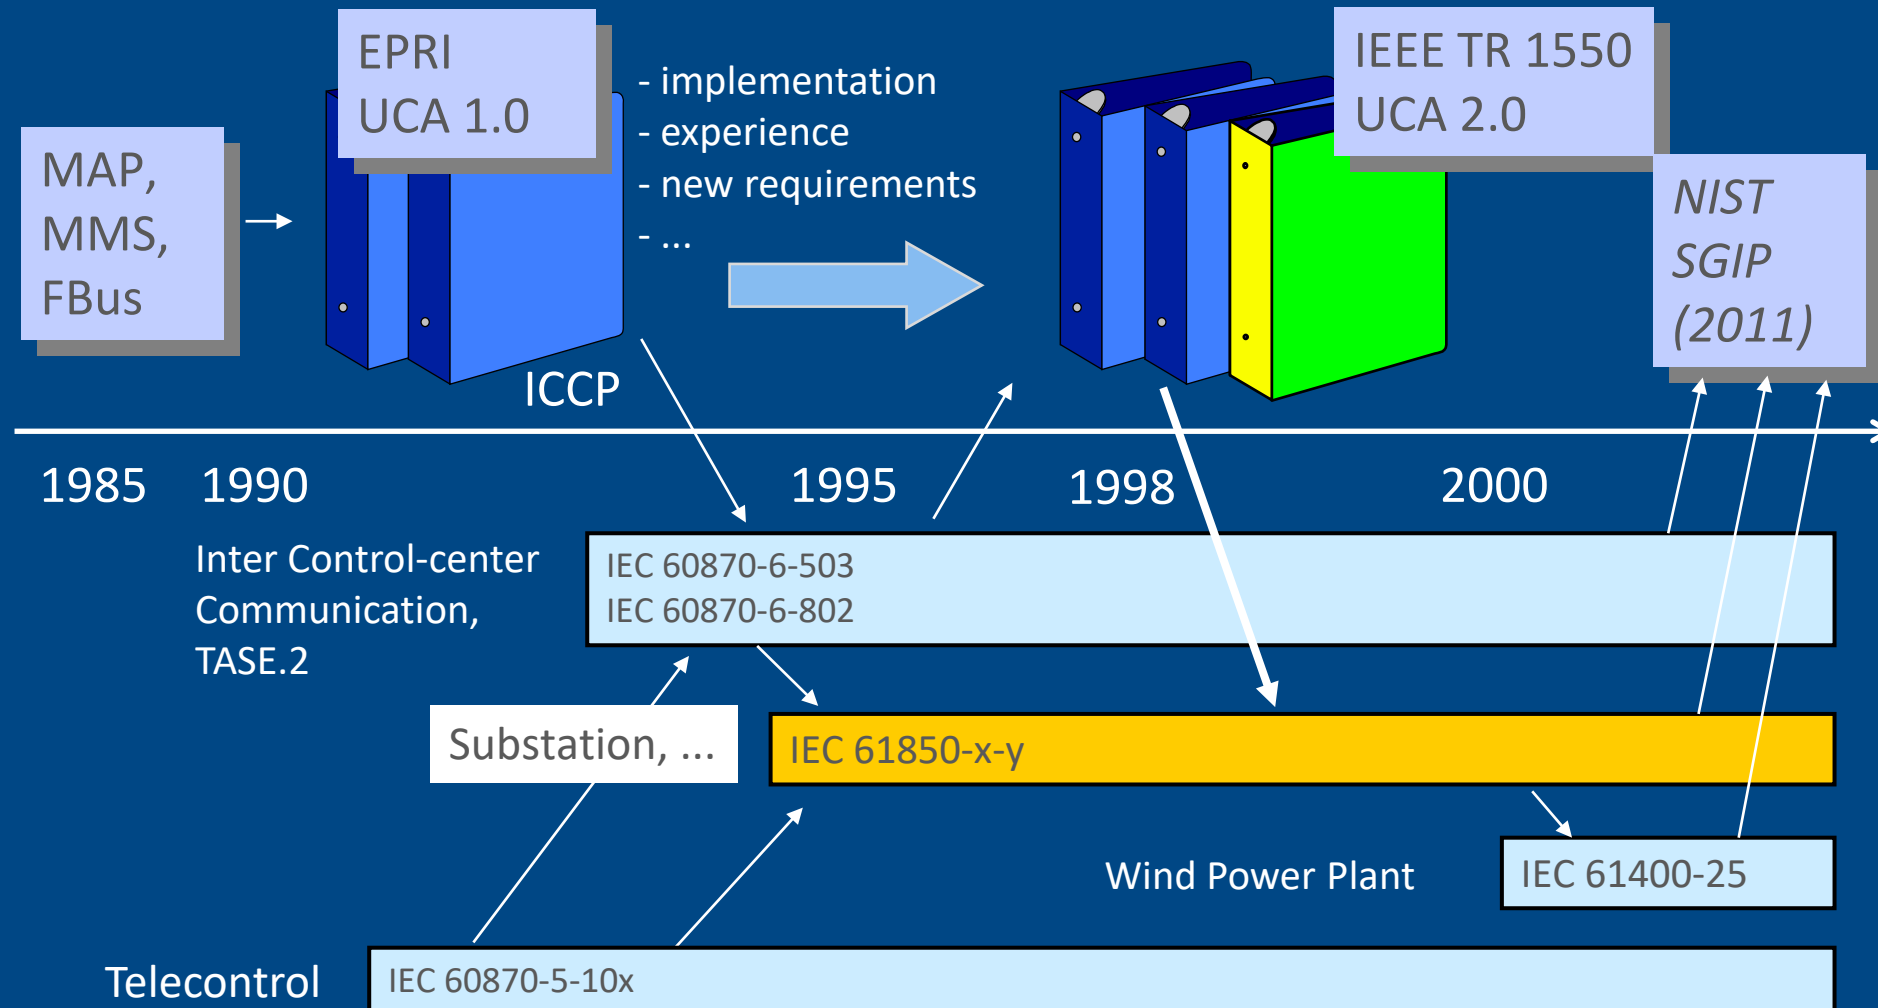 EPRI
UCA 1.0
- implementation
- experience
- new requirements
- ...
IEEE TR 1550
UCA 2.0
MAP,
MMS,
FBus
NIST
SGIP
(2011)
ICCP
1985 1990 1995 1998 2000
Inter Control-center
Communication,
TASE.2
IEC 60870-6-503
IEC 60870-6-802
Substation, ...
IEC 61850-x-y
Wind Power Plant
IEC 61400-25
Telecontrol
IEC 60870-5-10x